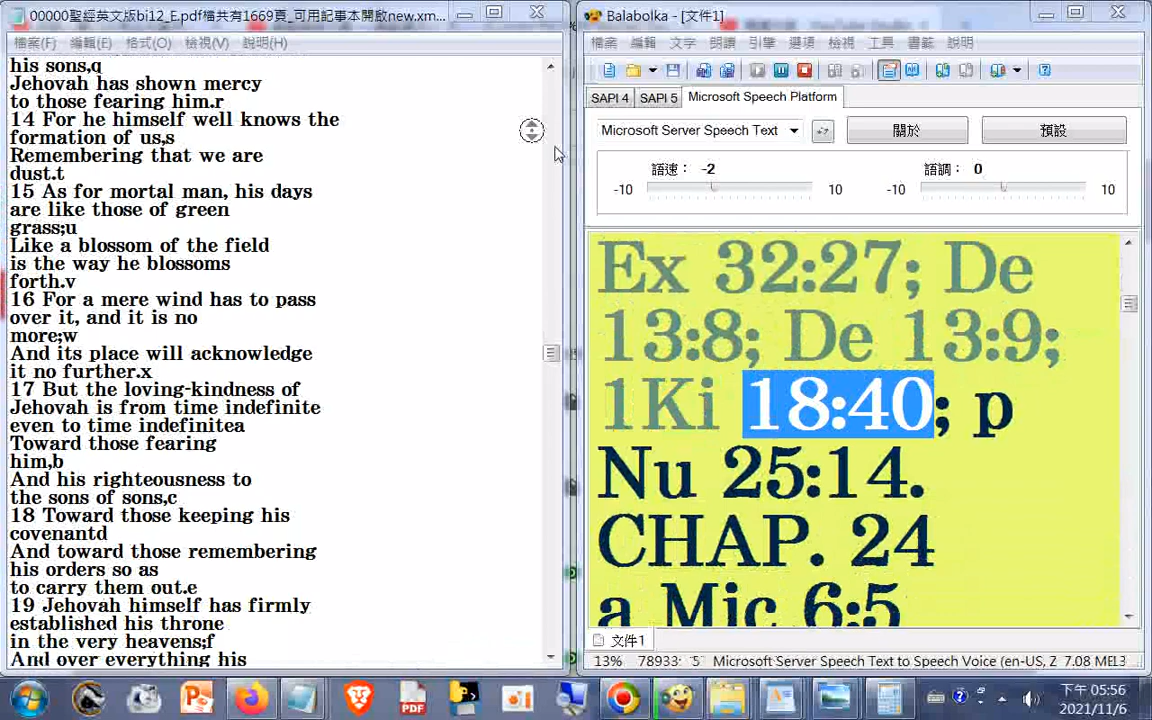 00000聖經英文版bi12_E.pdf檔共有1669頁_可用記事本開啟new.xm...
檔案(F) 編輯(E) 格式(O) 檢視(V) 說明(H)
his sons,q
Jehovah has shown mercy
to those fearing him.r
14 For he himself well knows the
formation of us,s
Remembering that we are
dust.t
15 As for mortal man, his days
are like those of green
grass;u
Like a blossom of the field
is the way he blossoms
forth.v
16 For a mere wind has to pass
over it, and it is no
more;w
And its place will acknowledge
it no further.x
17 But the loving-kindness of
Jehovah is from time indefinite
even to time indefinitea
Toward those fearing
him,b
And his righteousness to
the sons of sons,c
18 Toward those keeping his
covenantd
And toward those remembering
his orders so as
to carry them out.e
19 Jehovah himself has firmly
established his throne
in the very heavens;f
And over everything his
Balabolka - [文件1]
檔案 編輯 文字 朗讀 引擎 選項 檢視 工具 書籤 說明
SAPI 4 SAPI 5 Microsoft Speech Platform
Microsoft Server Speech Text 關於 預設
語速: -2 語調: 0
-10 10 -10 10
Ex 32:27; De
13:8; De 13:9;
1Ki 18:40; p
Nu 25:14.
CHAP. 24
a Mic 6:5
文件1
13% 78933: Microsoft Server Speech Text to Speech Voice (en-US, Z 7.08
PDF
下午 05:56
2021/11/6